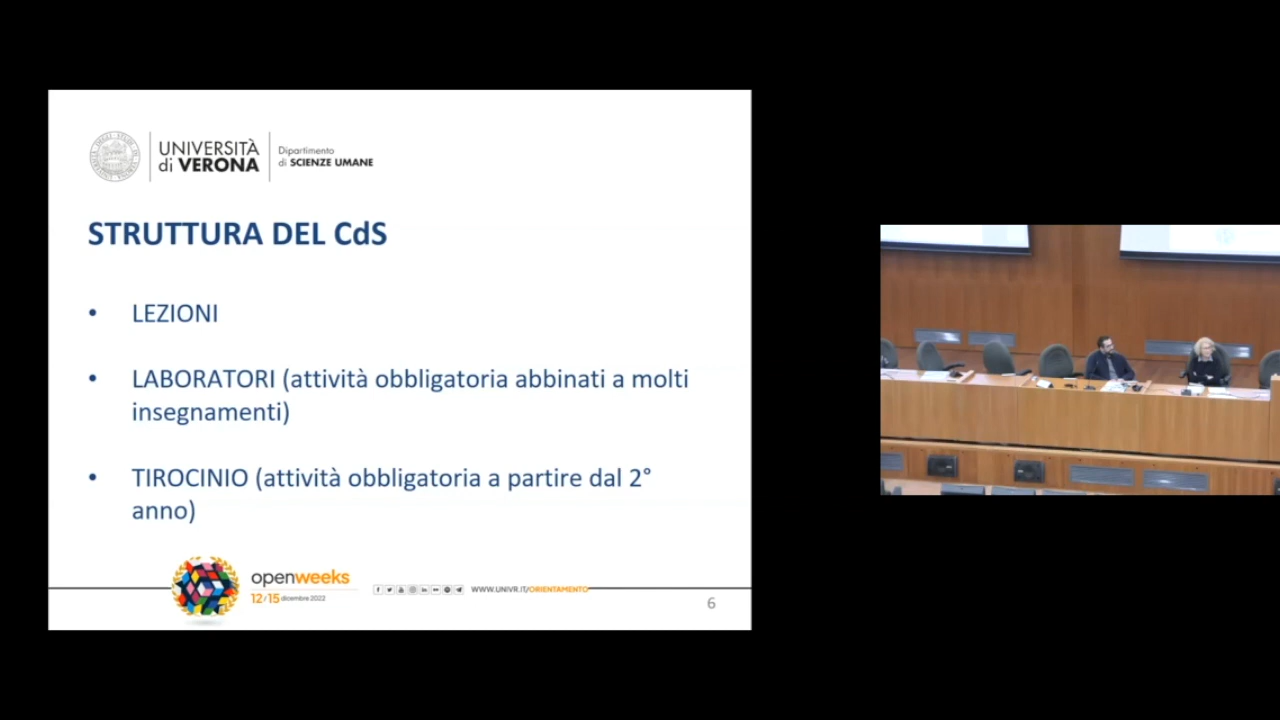 UNIVERSITÀ
di VERONA
Dipartimento
di SCIENZE UMANE
STRUTTURA DEL CdS
• LEZIONI
• LABORATORI (attività obbligatoria abbinati a molti
insegnamenti)
• TIROCINIO (attività obbligatoria a partire dal 2°
anno)
openweeks
12/15 dicembre 2022
WWW.UNIVR.IT/ORIENTAMENTO
6